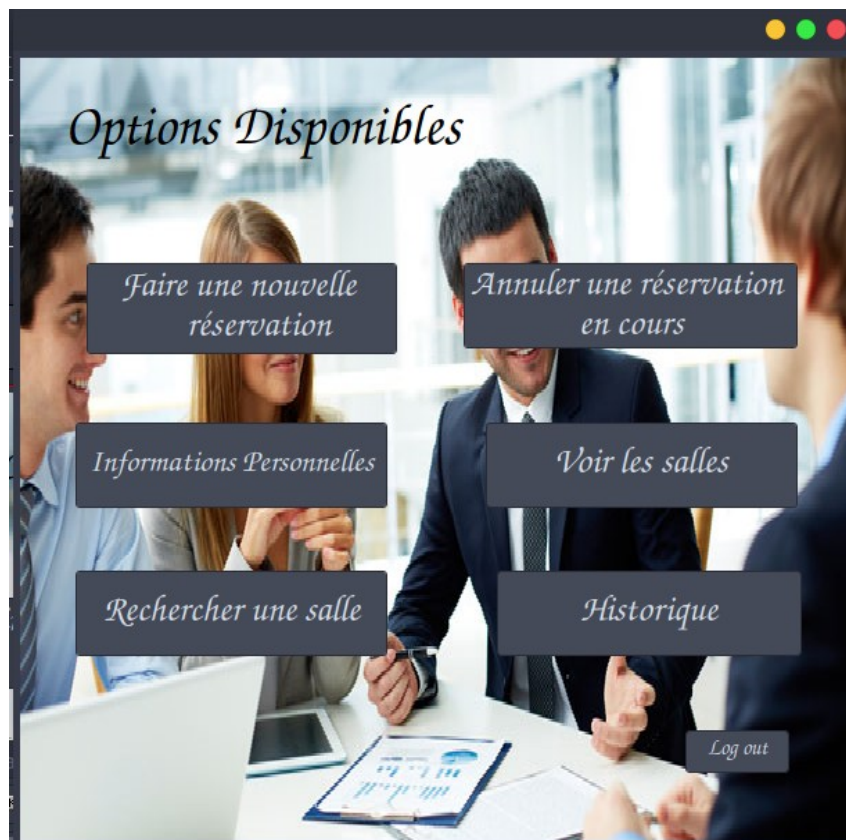 Options Disponibles
Faire une nouvelle
réservation
Annuler une réservation
en cours
Informations Personnelles
Voir les salles
Rechercher une salle
Historique
Log out